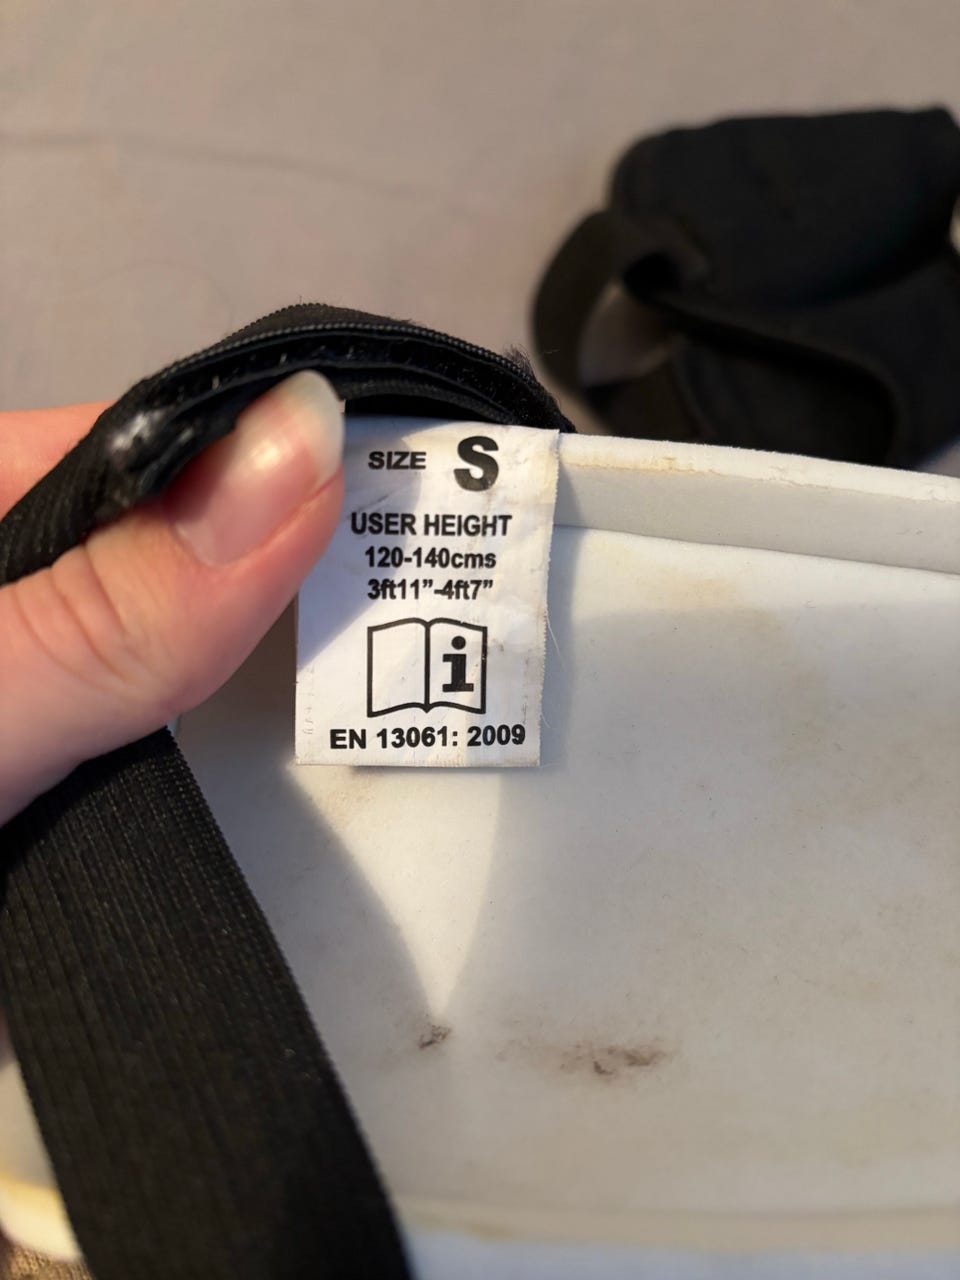 SIZE S
USER HEIGHT
120-140cms
3ft11”-4ft7”
i
EN 13061: 2009